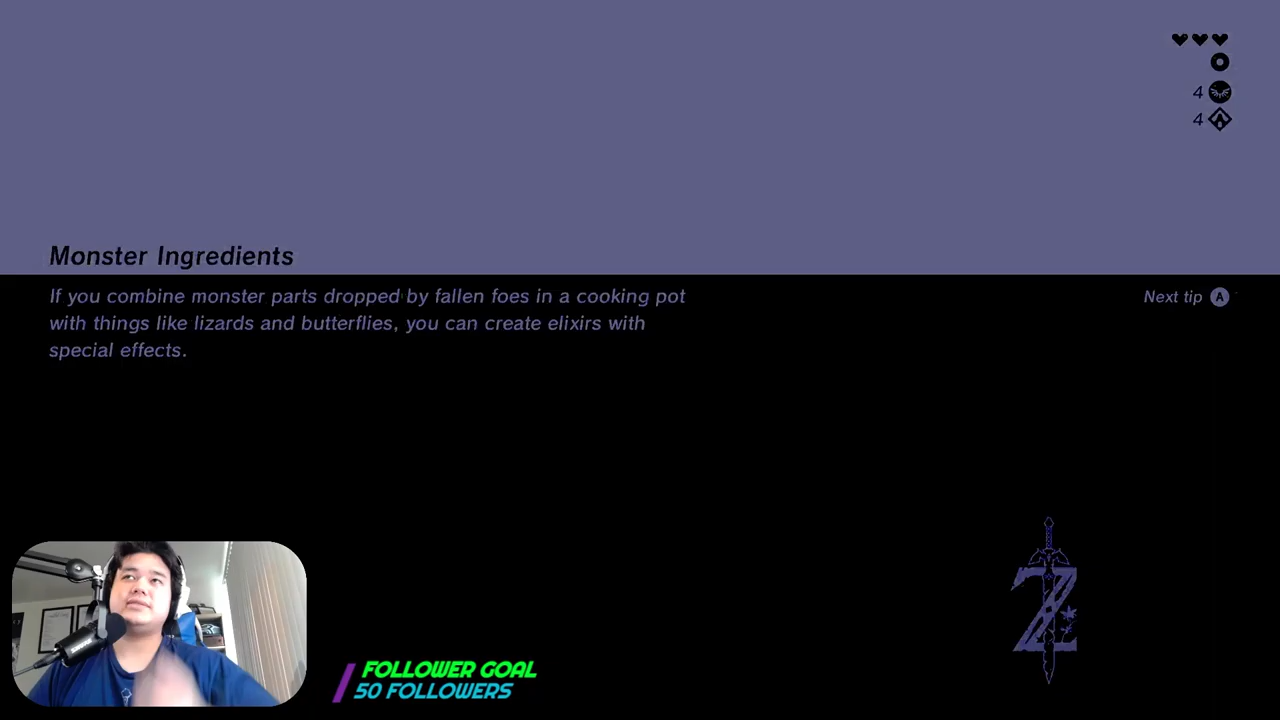 4
4
Monster Ingredients
If you combine monster parts dropped by fallen foes in a cooking pot
with things like lizards and butterflies, you can create elixirs with
special effects.
Next tip A
Z
FOLLOWER GOAL
50 FOLLOWERS